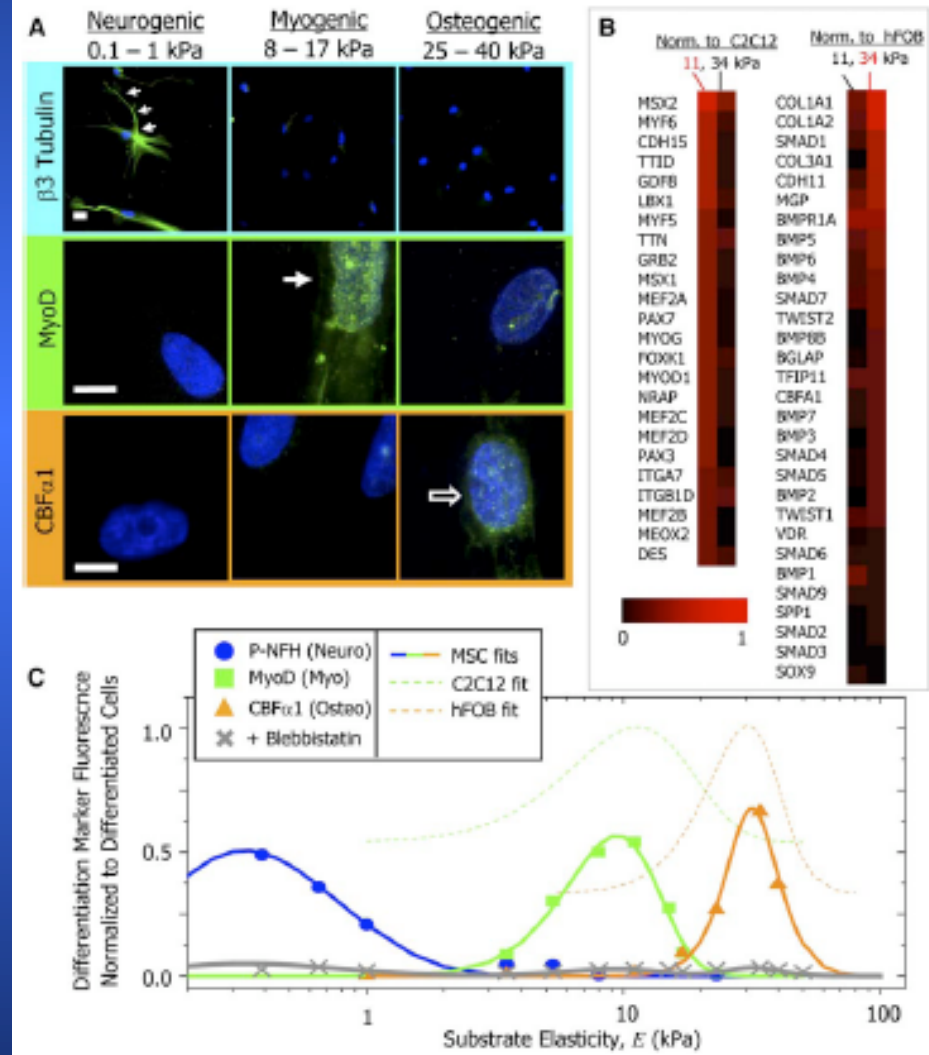 A
Neurogenic
0.1 – 1 kPa
Myogenic
8 – 17 kPa
Osteogenic
25 – 40 kPa
β3 Tubulin
MyoD
CBFα1
B
Norm. to C2C12
11, 34 kPa
MSX2
MYF6
CDH15
TTID
GDF8
LBX1
MYF5
TTN
GRB2
MSX1
MEF2A
PAX7
MYOG
FOXK1
MYOD1
NRAP
MEF2C
MEF2D
PAX3
ITGA7
ITGB1D
MEF2B
MEOX2
DES
0
1
Norm. to hFOB
11, 34 kPa
COL1A1
COL1A2
SMAD1
COL3A1
CDH11
MGP
BMPR1A
BMP5
BMP6
BMP4
SMAD7
TWIST2
BMP8B
BGLAP
TFIP11
CBFA1
BMP7
BMP3
SMAD4
SMAD5
BMP2
TWIST1
VDR
SMAD6
BMP1
SMAD9
SPP1
SMAD2
SMAD3
SOX9
C
P-NFH (Neuro)
MyoD (Myo)
CBFα1 (Osteo)
+ Blebbistatin
MSC fits
C2C12 fit
hFOB fit
Differentiation Marker Fluorescnce
Normalized to Differentiated Cells
1.0
0.5
0.0
1
10
100
Substrate Elasticity, E (kPa)